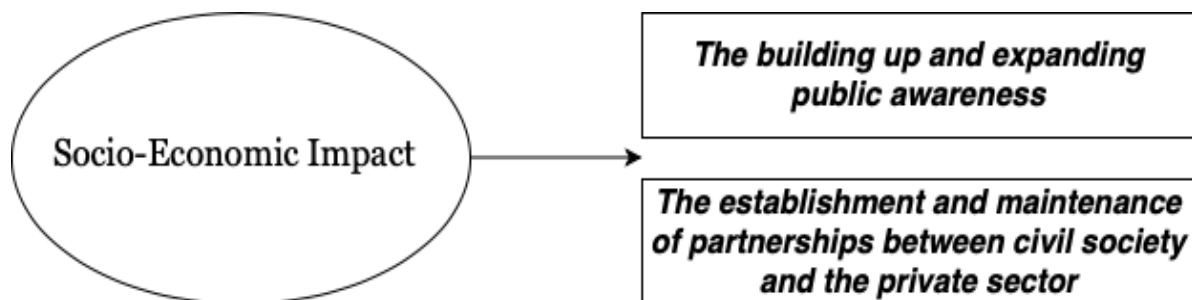 Socio-Economic Impact
The building up and expanding
public awareness
The establishment and maintenance
of partnerships between civil society
and the private sector